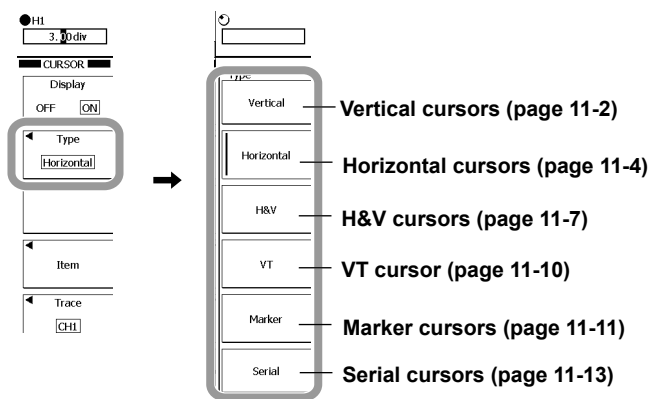 H1
3.00div
CURSOR
Display
OFF ON
Type
Horizontal
Item
Trace
CH1
Type
Vertical
Horizontal
H&V
VT
Marker
Serial
Vertical cursors (page 11-2)
Horizontal cursors (page 11-4)
H&V cursors (page 11-7)
VT cursor (page 11-10)
Marker cursors (page 11-11)
Serial cursors (page 11-13)